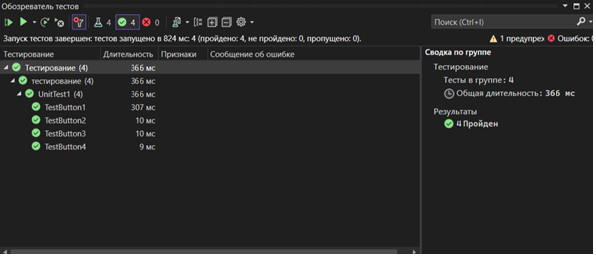 Обозреватель тестов
4 4 0
Поиск (Ctrl+I)
Запуск тестов завершен: тестов запущено в 824 мс: 4 (пройдено: 4, не пройдено: 0, пропущено: 0).
1 предупреж Ошибок:
Тестирование Длительность Признаки Сообщение об ошибке
Тестирование (4) 366 мс
тестирование (4) 366 мс
UnitTest1 (4) 366 мс
TestButton1 307 мс
TestButton2 10 мс
TestButton3 10 мс
TestButton4 9 мс
Сводка по группе
Тестирование
Тесты в группе: 4
Общая длительность: 366 мс
Результаты
4 Пройден